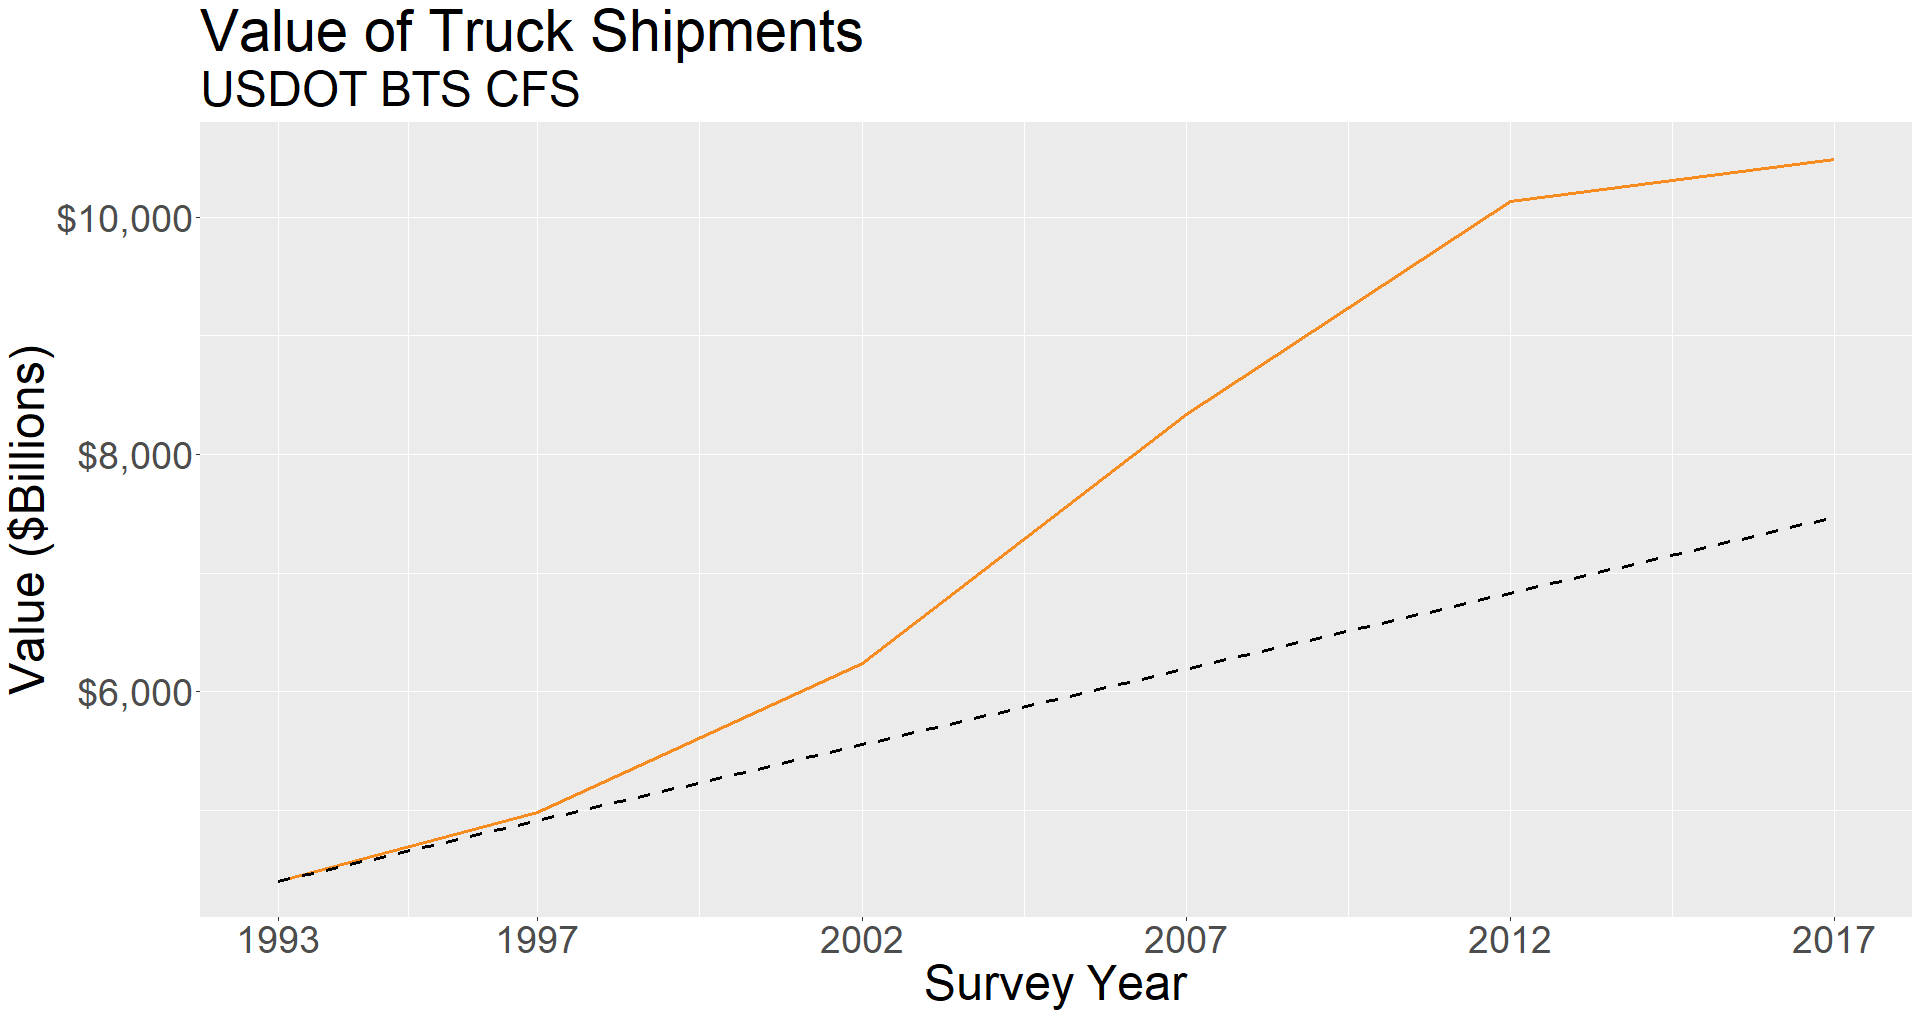 Value of Truck Shipments
USDOT BTS CFS
Value ($Billions)
$10,000
$8,000
$6,000
1993 1997 2002 2007 2012 2017
Survey Year